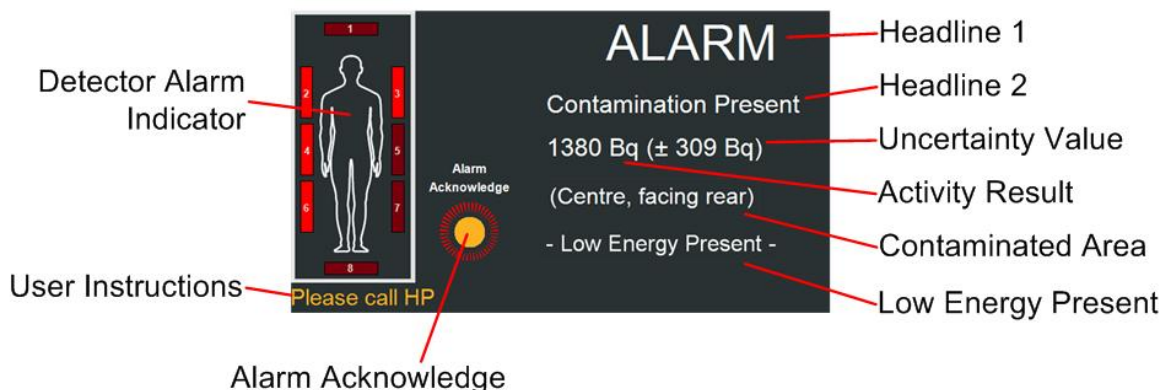 1
2
3
4
5
6
7
8
Alarm
Acknowledge
Please call HP
ALARM
Contamination Present
1380 Bq (± 309 Bq)
(Centre, facing rear)
- Low Energy Present -
Detector Alarm
Indicator
User Instructions
Alarm Acknowledge
Headline 1
Headline 2
Uncertainty Value
Activity Result
Contaminated Area
Low Energy Present